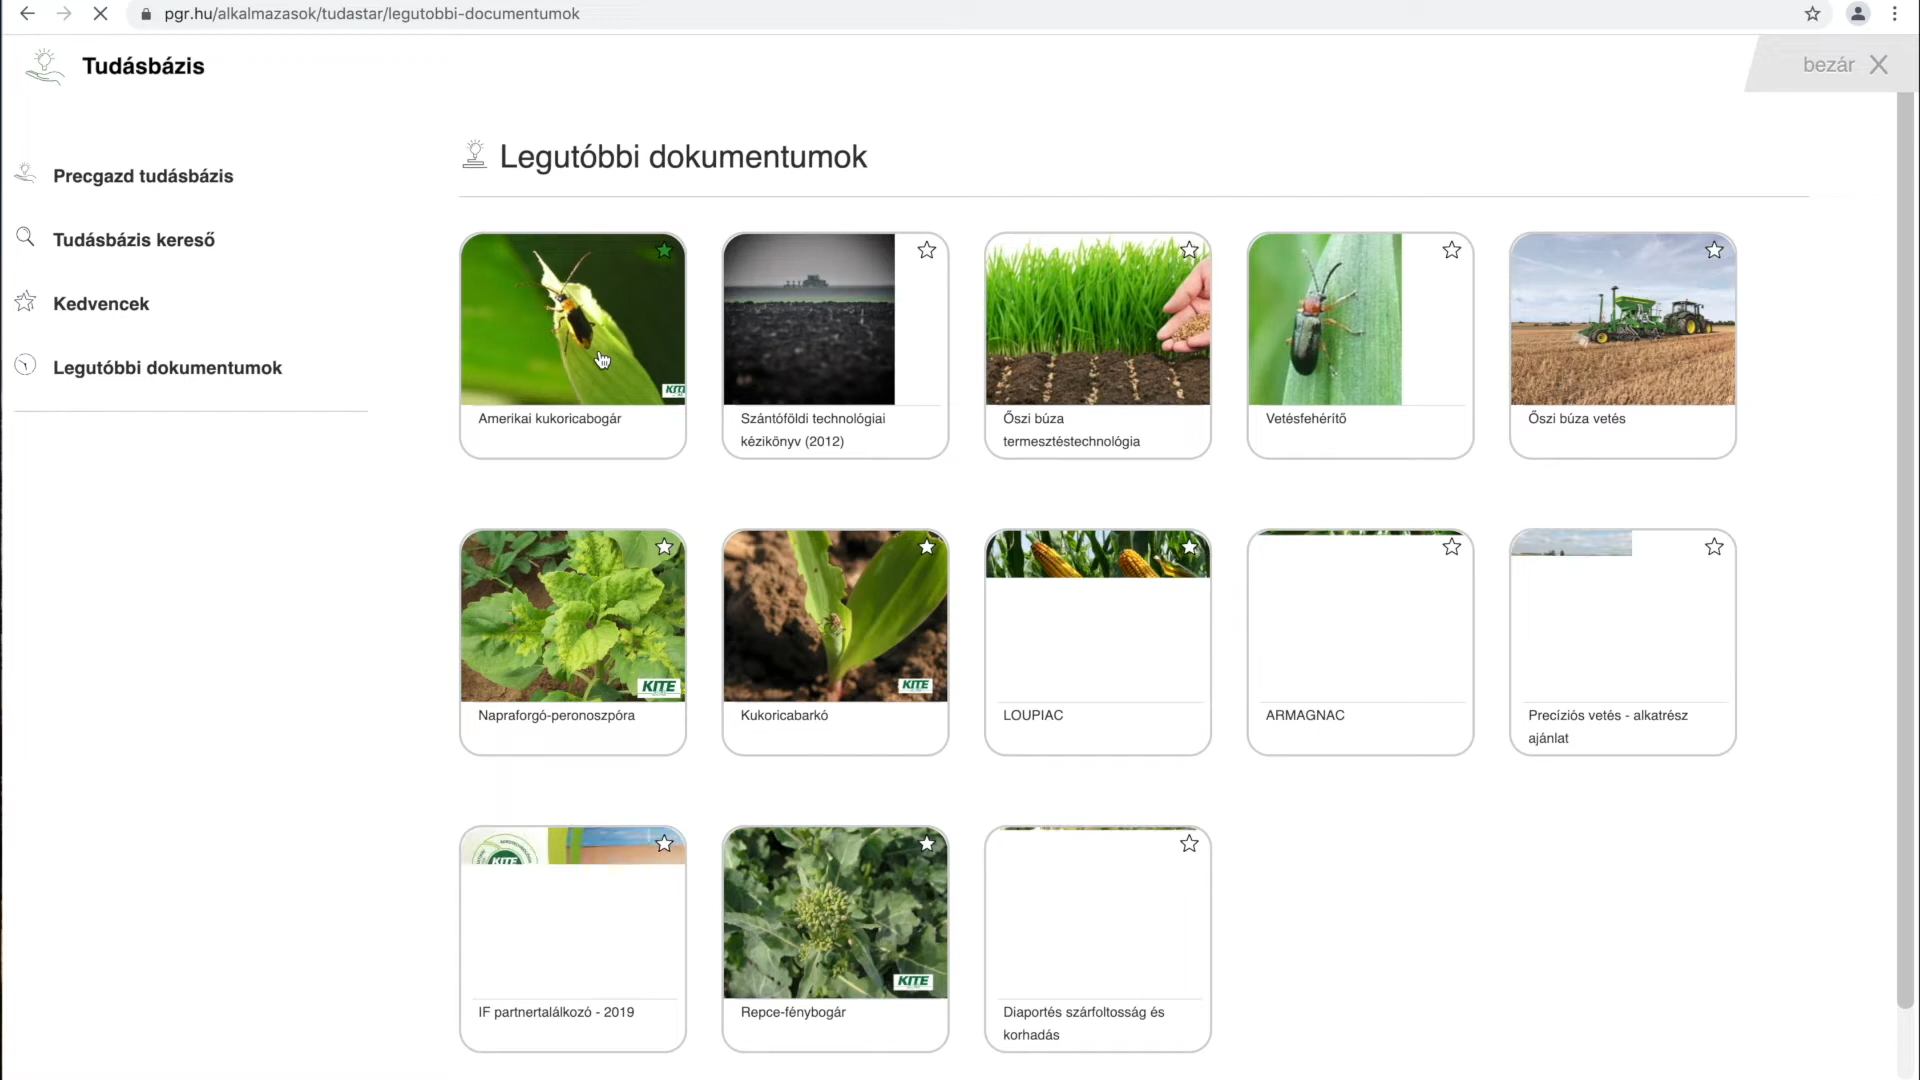 pgr.hu/alkalmazasok/tudastar/legutobbi-documentumok
Tudásbázis
bezár
Precgazd tudásbázis
Tudásbázis kereső
Kedvencek
Legutóbbi dokumentumok
Legutóbbi dokumentumok
Amerikai kukoricabogár
Szántóföldi technológiai
kézikönyv (2012)
Őszi búza
termesztéstechnológia
Vetésfehérítő
Őszi búza vetés
KITE
Napraforgó-peronoszpóra
KITE
Kukoricabarkó
LOUPIAC
ARMAGNAC
Precíziós vetés - alkatrész
ajánlat
KITE
IF partnertalálkozó - 2019
KITE
Repce-fénybogár
Diaportés szárfoltosság és
korhadás